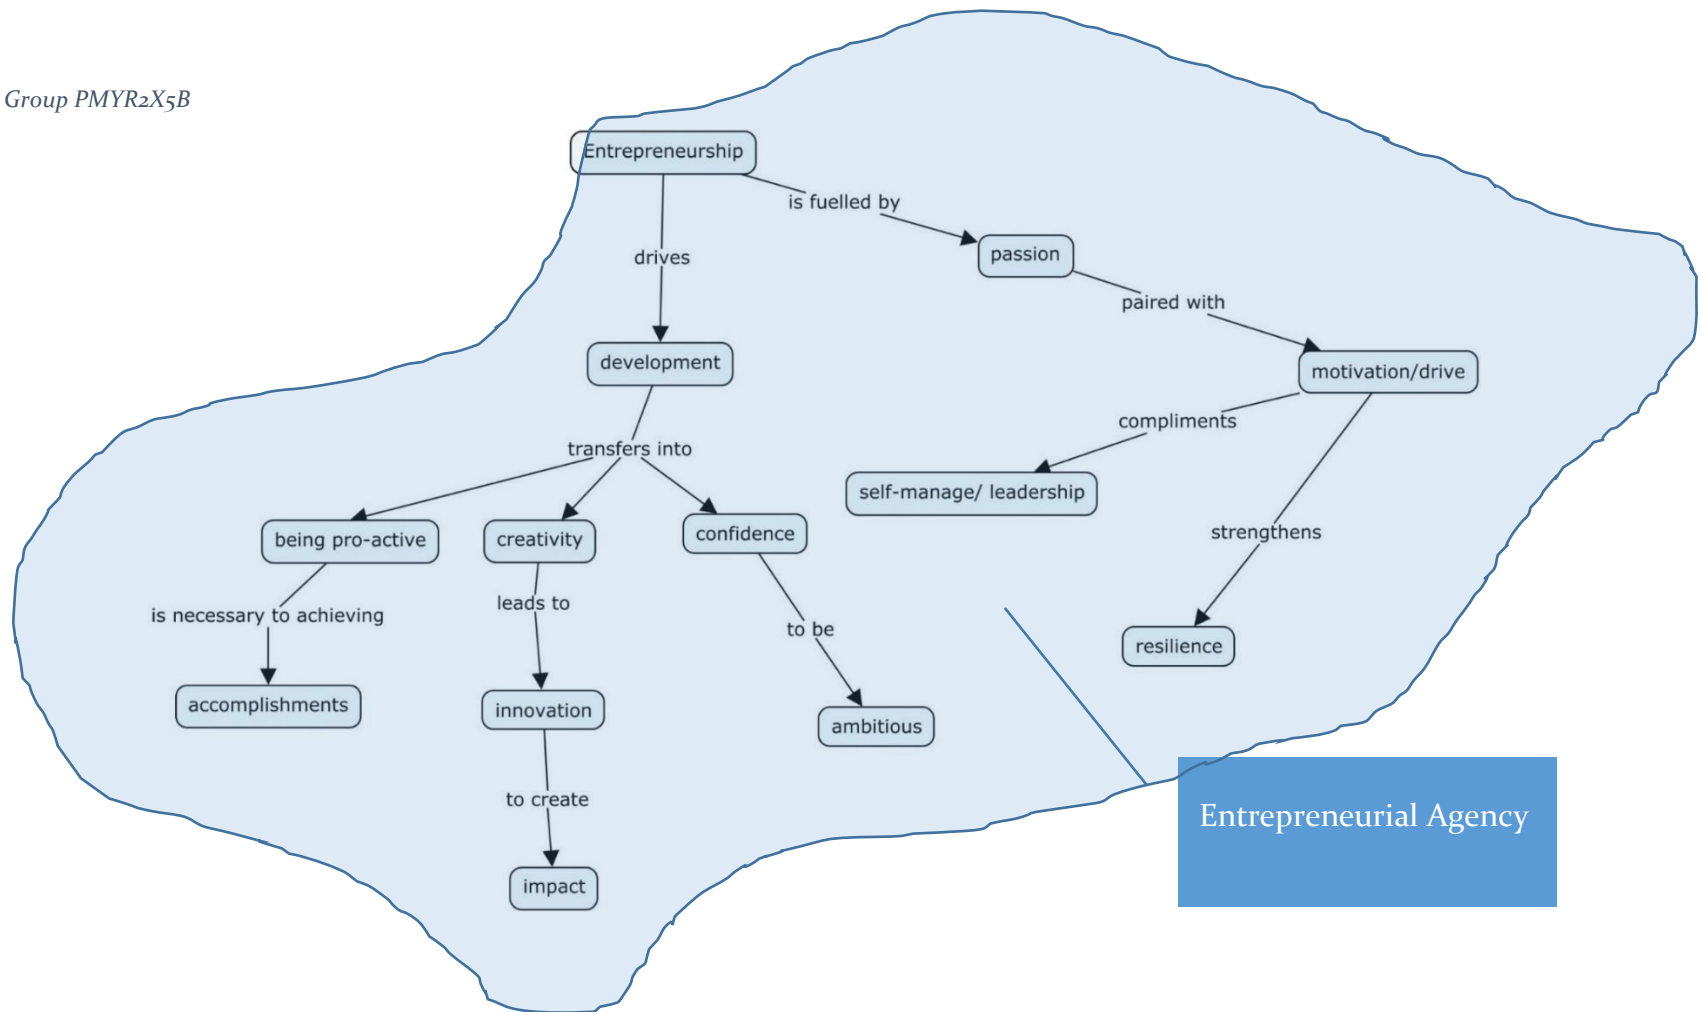 Group PMYR2X5B
Entrepreneurship
is fuelled by
passion
drives
paired with
development
motivation/drive
compliments
transfers into
self-manage/ leadership
being pro-active
creativity
confidence
strengthens
leads to
is necessary to achieving
to be
resilience
accomplishments
innovation
ambitious
to create
Entrepreneurial Agency
impact